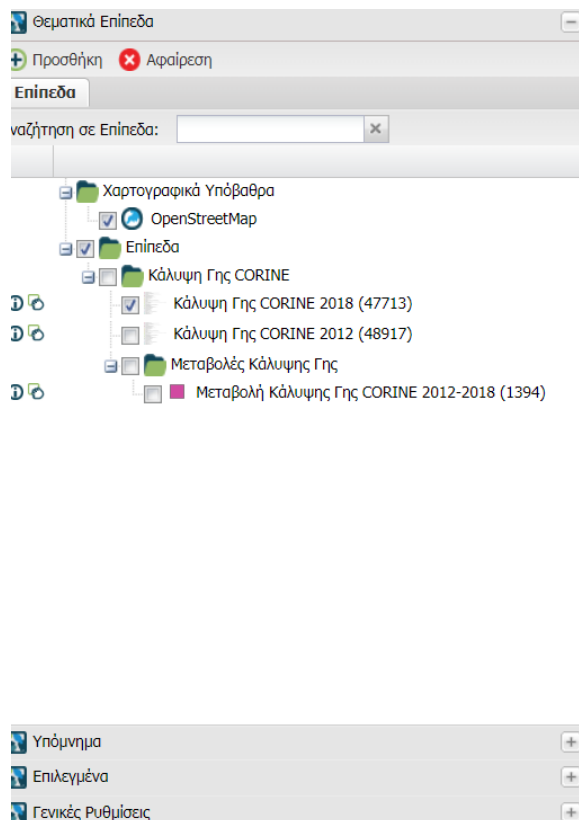 Θεματικά Επίπεδα
Προσθήκη Αφαίρεση
Επίπεδα
ναζήτηση σε Επίπεδα:
Χαρτογραφικά Υπόβαθρα
OpenStreetMap
Επίπεδα
Κάλυψη Γης CORINE
Κάλυψη Γης CORINE 2018 (47713)
Κάλυψη Γης CORINE 2012 (48917)
Μεταβολές Κάλυψης Γης
Μεταβολή Κάλυψης Γης CORINE 2012-2018 (1394)
Υπόμνημα
Επιλεγμένα
Γενικές Ρυθμίσεις